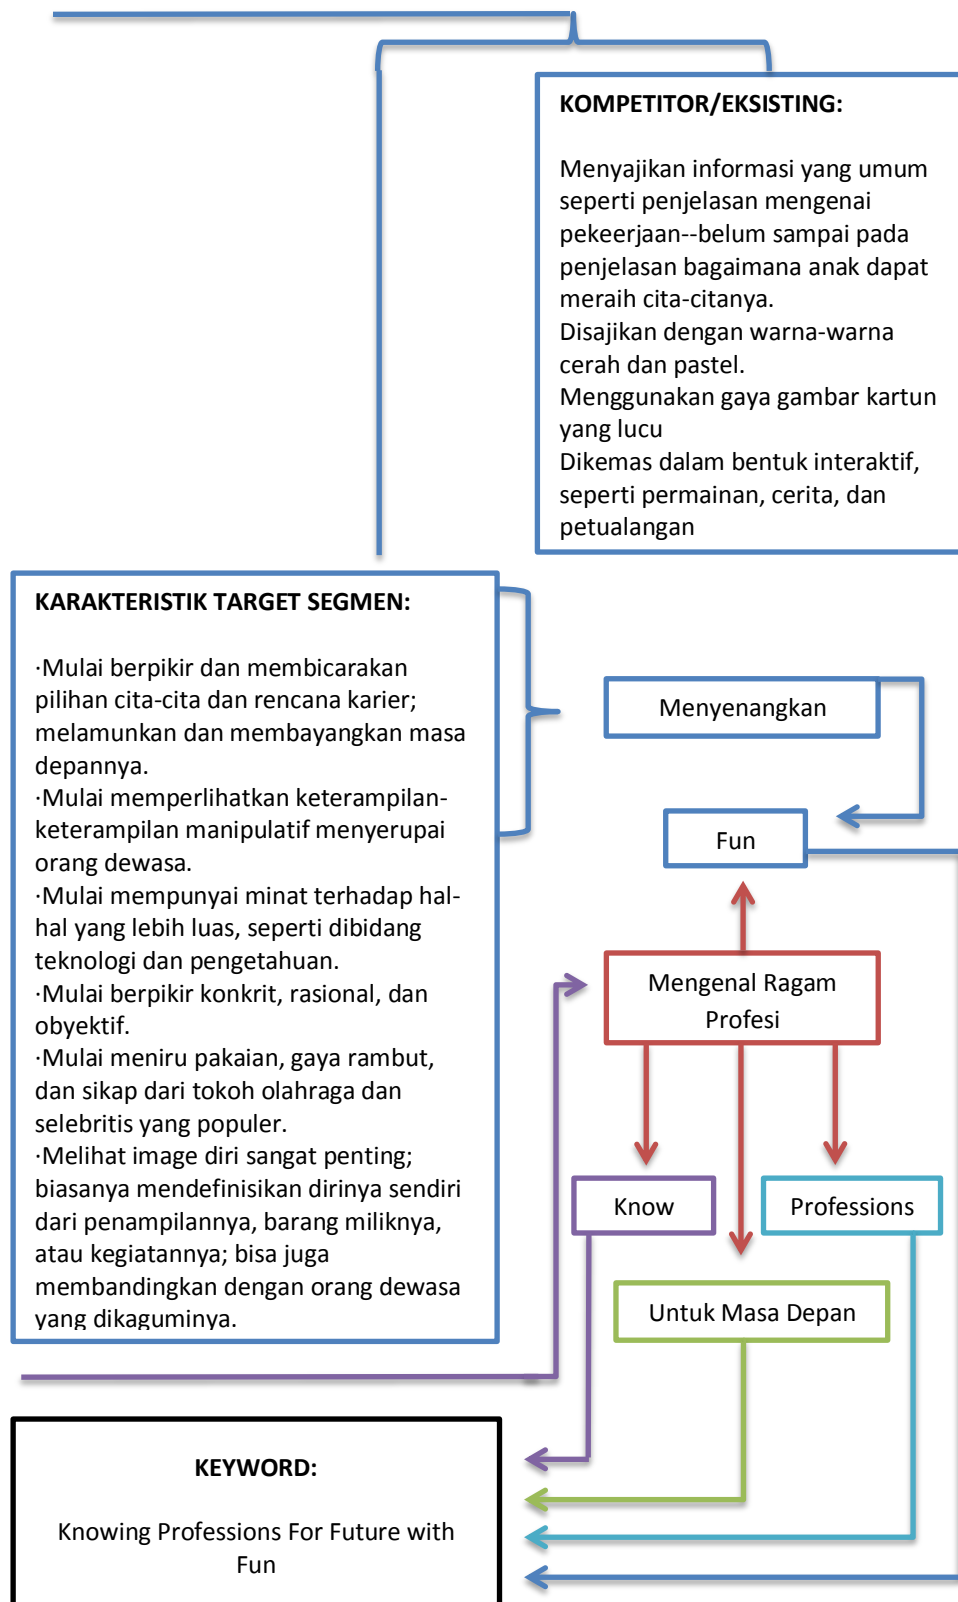 KOMPETITOR/EKSISTING:
Menyajikan informasi yang umum
seperti penjelasan mengenai
pekeerjaan--belum sampai pada
penjelasan bagaimana anak dapat
meraih cita-citanya.
Disajikan dengan warna-warna
cerah dan pastel.
Menggunakan gaya gambar kartun
yang lucu
Dikemas dalam bentuk interaktif,
seperti permainan, cerita, dan
petualangan
KARAKTERISTIK TARGET SEGMEN:
·Mulai berpikir dan membicarakan
pilihan cita-cita dan rencana karier;
melamunkan dan membayangkan masa
depannya.
·Mulai memperlihatkan keterampilan-
keterampilan manipulatif menyerupai
orang dewasa.
·Mulai mempunyai minat terhadap hal-
hal yang lebih luas, seperti dibidang
teknologi dan pengetahuan.
·Mulai berpikir konkrit, rasional, dan
obyektif.
·Mulai meniru pakaian, gaya rambut,
dan sikap dari tokoh olahraga dan
selebritis yang populer.
·Melihat image diri sangat penting;
biasanya mendefinisikan dirinya sendiri
dari penampilannya, barang miliknya,
atau kegiatannya; bisa juga
membandingkan dengan orang dewasa
yang dikaguminya.
Menyenangkan
Fun
Mengenal Ragam
Profesi
Know
Professions
Untuk Masa Depan
KEYWORD:
Knowing Professions For Future with
Fun